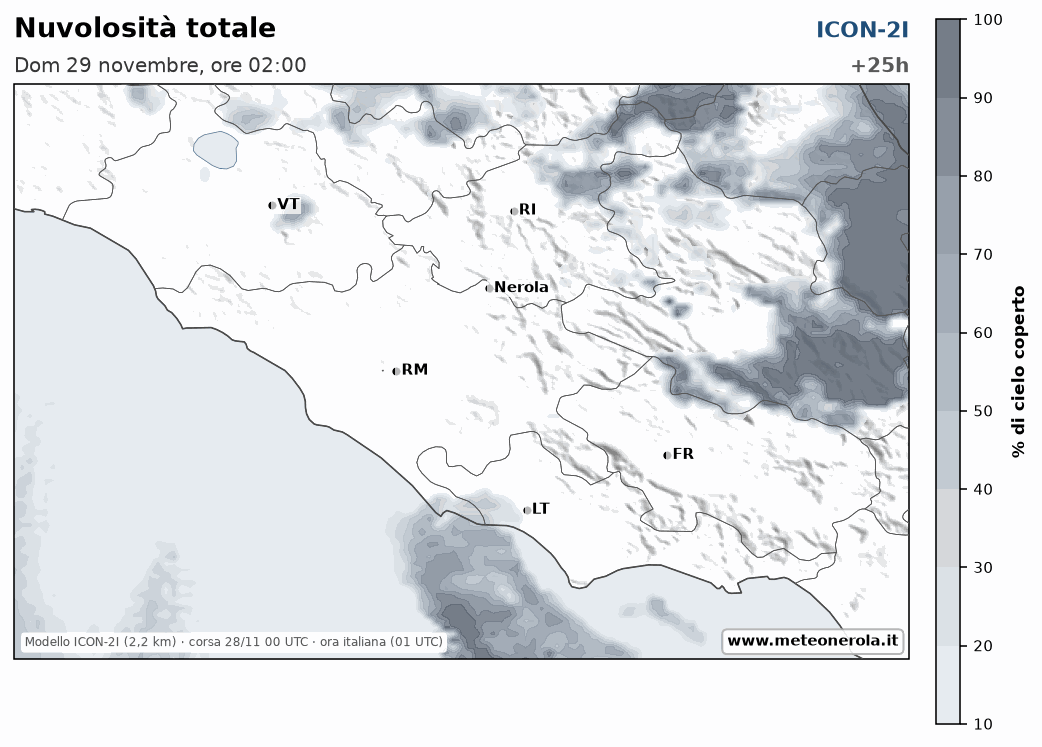 Nuvolosità totale
ICON-2I
Dom 29 novembre, ore 02:00
+25h
VT
RI
Nerola
RM
FR
LT
Modello ICON-2I (2,2 km) · corsa 28/11 00 UTC · ora italiana (01 UTC)
www.meteonerola.it
100
90
80
70
60
50
40
30
20
10
% di cielo coperto